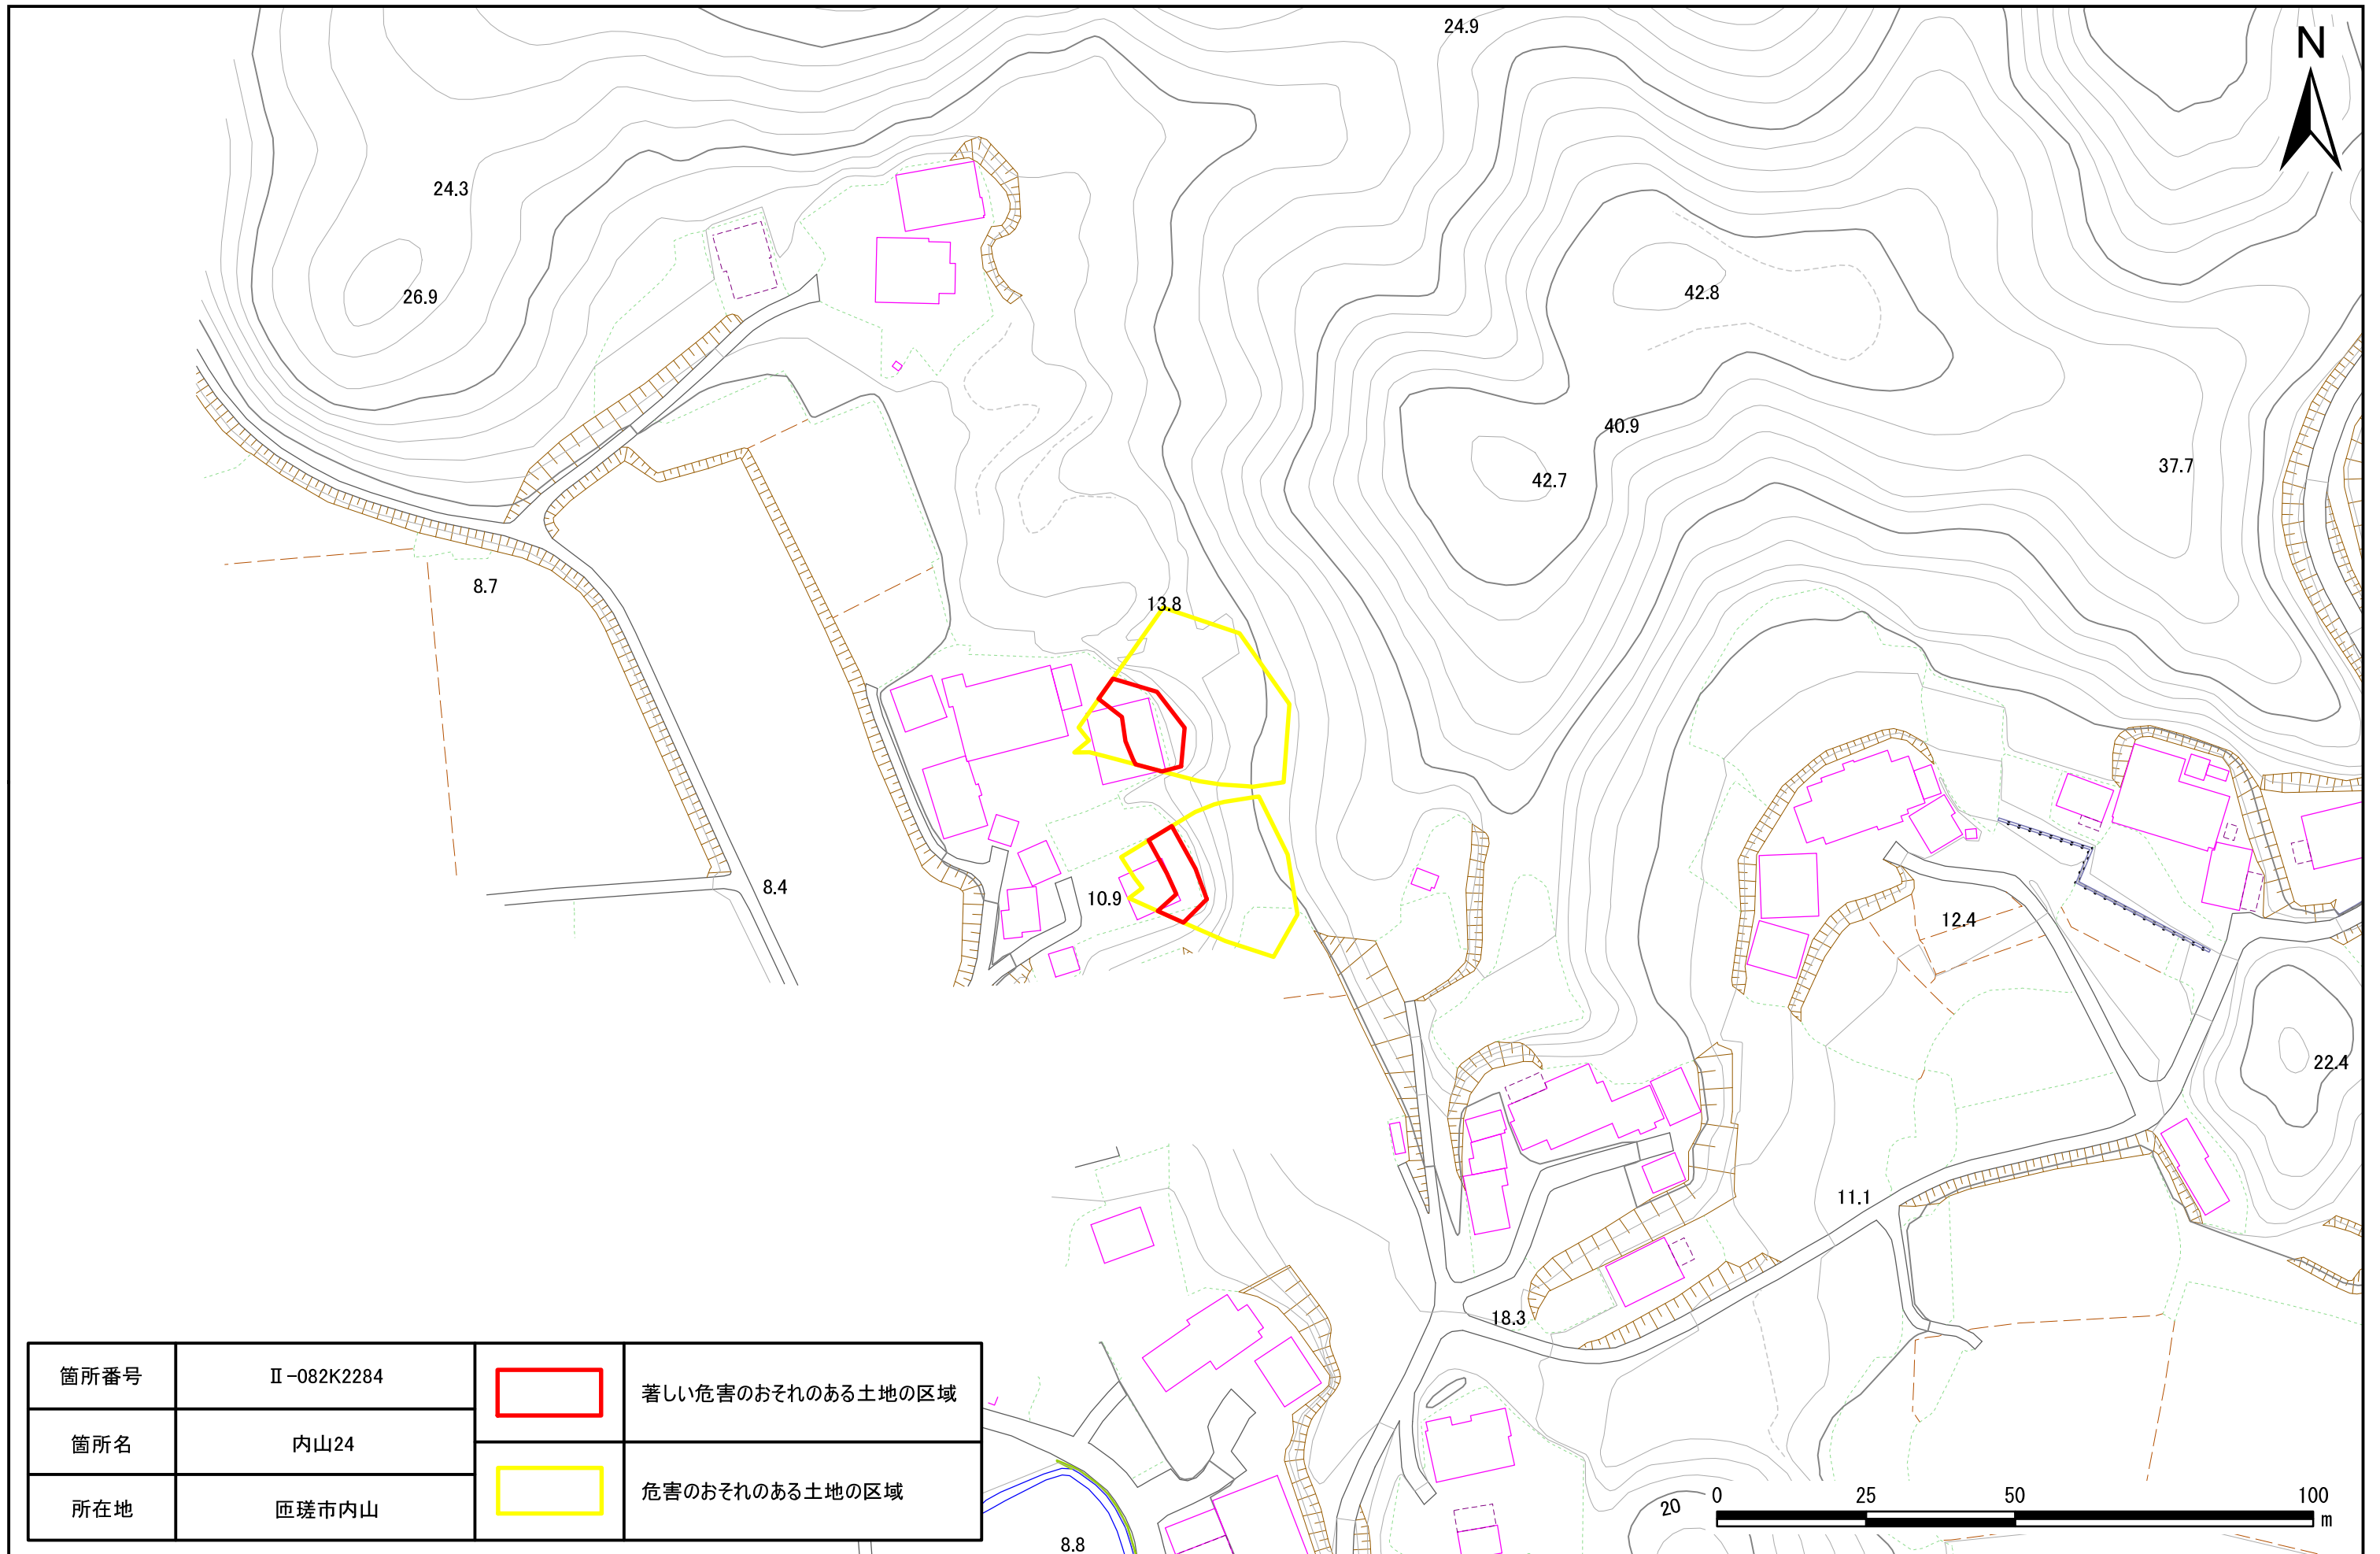 24.9
N
24.3
26.9
42.8
40.9
37.7
42.7
8.7
13.8
8.4
10.9
12.4
22.4
11.1
18.3
箇所番号 Ⅱ-082K2284 著しい危害のおそれのある土地の区域
箇所名 内山24
危害のおそれのある土地の区域
所在地 匝瑳市内山
8.8
20
0 25 50 100
m